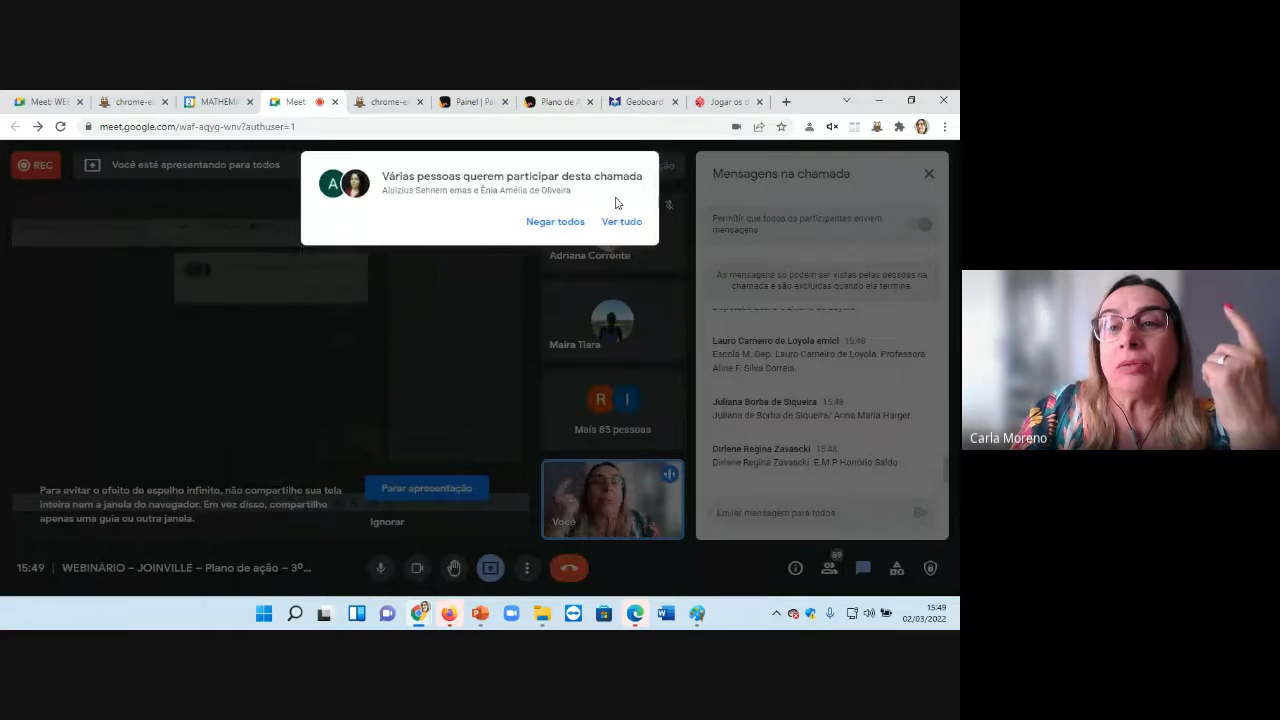 Meet: WEB
chrome-e
MATHEMA
Meet
chrome-e
Painel | Pa
Plano de A
Geoboard
Jogar os d
meet.google.com/waf-aqyg-wnv?authuser=1
REC
Você está apresentando para todos
Várias pessoas querem participar desta chamada
Aluizius Sehnem emas e Ênia Amélia de Oliveira
Negar todos
Ver tudo
Adriana Corrente
Maira Tiara
R
I
Mais 85 pessoas
Você
Para evitar o efeito de espelho infinito, não compartilhe sua tela
inteira nem a janela do navegador. Em vez disso, compartilhe
apenas uma guia ou outra janela.
Parar apresentação
Ignorar
Mensagens na chamada
Permitir que todos os participantes enviem
mensagens
As mensagens só podem ser vistas pelas pessoas na
chamada e são excluídas quando ela termina.
Lauro Carneiro de Loyola emlcl 15:48
Escola M. Dep. Lauro Carneiro de Loyola. Professora
Aline F. Silva Correis.
Juliana Borba de Siqueira 15:48
Juliana de Borba de Siqueira/ Anna Maria Harger.
Dirlene Regina Zavascki 15:48
Dirlene Regina Zavascki. E.M.P Honório Saldo
Enviar mensagem para todos
15:49 | WEBINÁRIO – JOINVILLE – Plano de ação – 3º...
89
15:49
02/03/2022
Carla Moreno
A